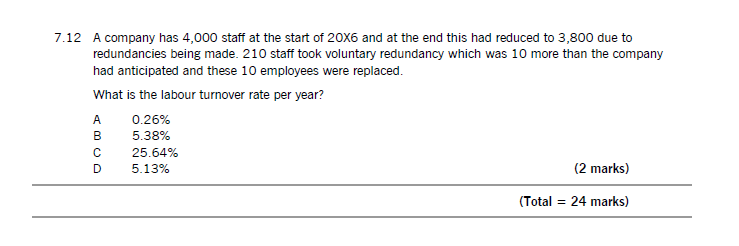 7.12 A company has 4,000 staff at the start of 20X6 and at the end this had reduced to 3,800 due to
redundancies being made. 210 staff took voluntary redundancy which was 10 more than the company
had anticipated and these 10 employees were replaced.
What is the labour turnover rate per year?
A 0.26%
B 5.38%
C 25.64%
D 5.13%
(2 marks)
(Total = 24 marks)